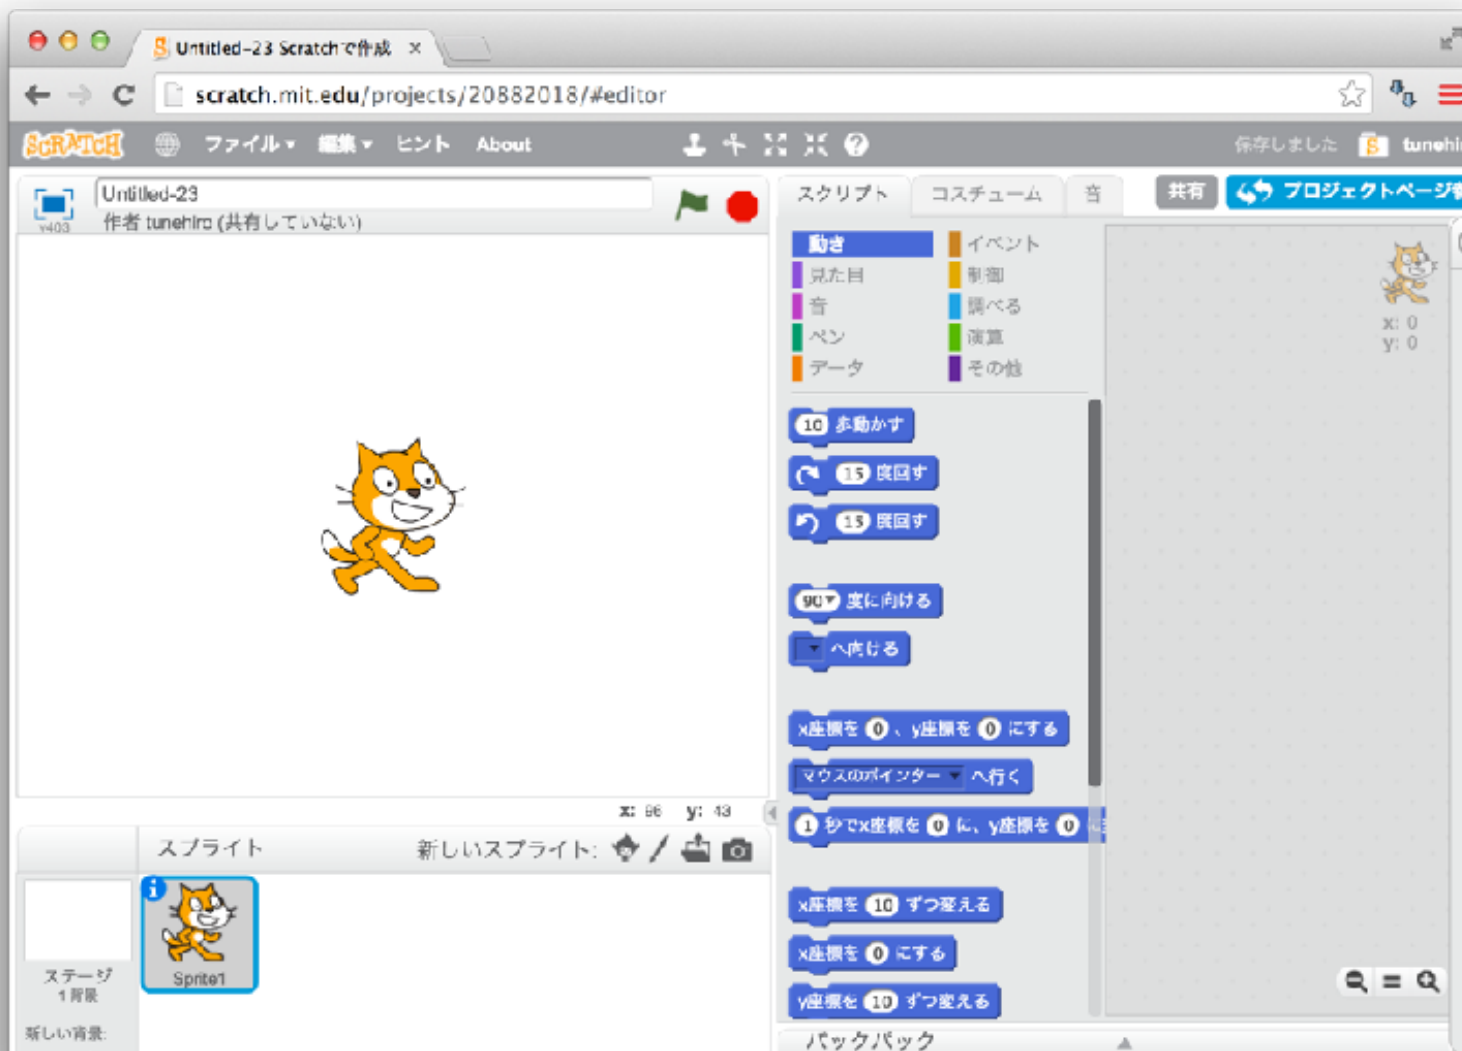 Untitled-23 Scratchで作成 ×
scratch.mit.edu/projects/20882018/#editor
SCRATCH ファイル 編集 ヒント About 保存しました
Untitled-23
作者 tunehiro (共有していない)
v403
スクリプト コスチューム 音 共有 プロジェクトページ
動き イベント
見た目 制御
音 調べる
ペン 演算
データ その他
x: 0
y: 0
10 歩動かす
15 度回す
15 度回す
90 度に向ける
へ向ける
x座標を 0 、y座標を 0 にする
マウスのポインター へ行く
1 秒でx座標を 0 に、y座標を 0 に
x座標を 10 ずつ変える
x座標を 0 にする
y座標を 10 ずつ変える
x: 96 y: 43
スプライト 新しいスプライト:
Sprite1
ステージ
1背景
新しい背景:
バックパック